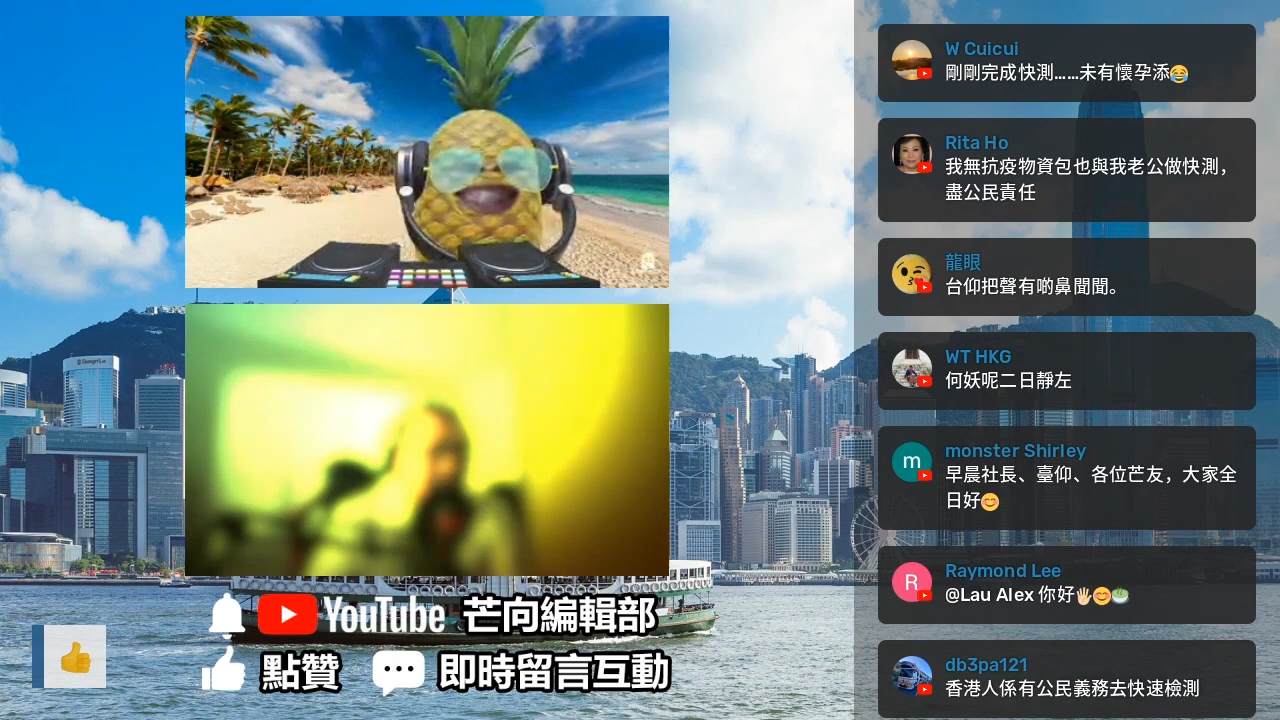 W Cuicui
剛剛完成快測......未有懷孕添😂
Rita Ho
我無抗疫物資包也與我老公做快測，
盡公民責任
龍眼
台仰把聲有啲鼻聞聞。
WT HKG
何妖呢二日靜左
m
monster Shirley
早晨社長、臺仰、各位芒友，大家全
日好😊
R
Raymond Lee
@Lau Alex 你好🖐😊🍵
db3pa121
香港人係有公民義務去快速檢測
Shangri-La
YouTube 芒向編輯部
點贊 即時留言互動